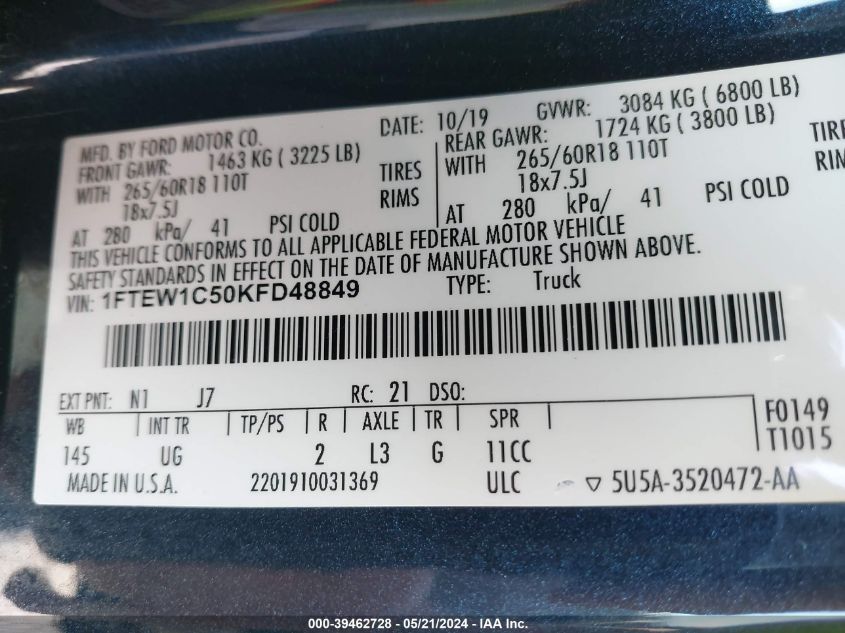 MFD. BY FORD MOTOR CO. DATE: 10/19 GVWR: 3084 KG ( 6800 LB)
FRONT GAWR: 1463 KG ( 3225 LB) REAR GAWR: 1724 KG ( 3800 LB)
WITH 265/60R18 110T TIRES WITH 265/60R18 110T TIRE
18x7.5J RIMS 18x7.5J RIM
AT 280 kPa/ 41 PSI COLD AT 280 kPa/ 41 PSI COLD
THIS VEHICLE CONFORMS TO ALL APPLICABLE FEDERAL MOTOR VEHICLE
SAFETY STANDARDS IN EFFECT ON THE DATE OF MANUFACTURE SHOWN ABOVE.
VIN: 1FTEW1C50KFD48849 TYPE: Truck
EXT PNT: N1 J7 RC: 21 DSO:
WB INT TR TP/PS R AXLE TR SPR F0149
145 UG 2 L3 G 11CC T1015
MADE IN U.S.A. 2201910031369 ULC ▽ 5U5A-3520472-AA
000-39462728 - 05/21/2024 - IAA Inc.